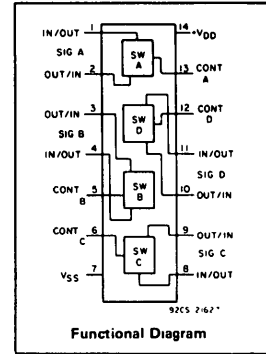 1
14
IN/OUT
VDD
SIG A
SW
A
OUT/IN
2
13
CONT
A
OUT/IN
3
12
CONT
D
SIG B
SW
D
IN/OUT
4
11
IN/OUT
SIG D
CONT
B
5
SW
B
10
OUT/IN
CONT
C
6
9
OUT/IN
SW
C
SIG C
VSS
7
8
IN/OUT
92CS 2162
Functional Diagram